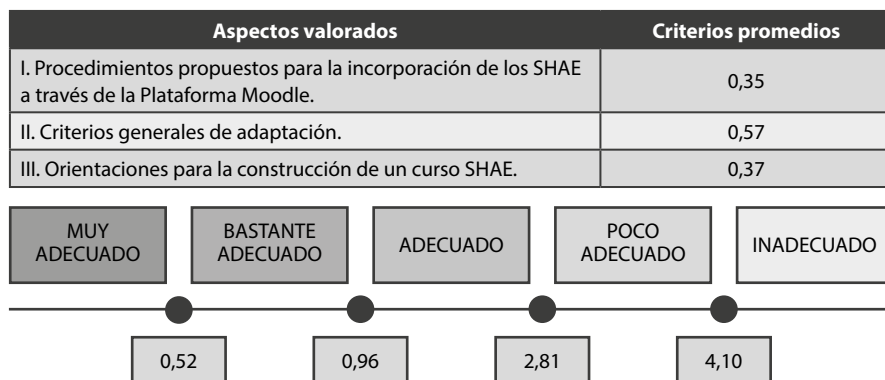 Aspectos valorados
Criterios promedios
I. Procedimientos propuestos para la incorporación de los SHAE
a través de la Plataforma Moodle.
0,35
II. Criterios generales de adaptación.
0,57
III. Orientaciones para la construcción de un curso SHAE.
0,37
MUY
ADECUADO
BASTANTE
ADECUADO
ADECUADO
POCO
ADECUADO
INADECUADO
0,52
0,96
2,81
4,10